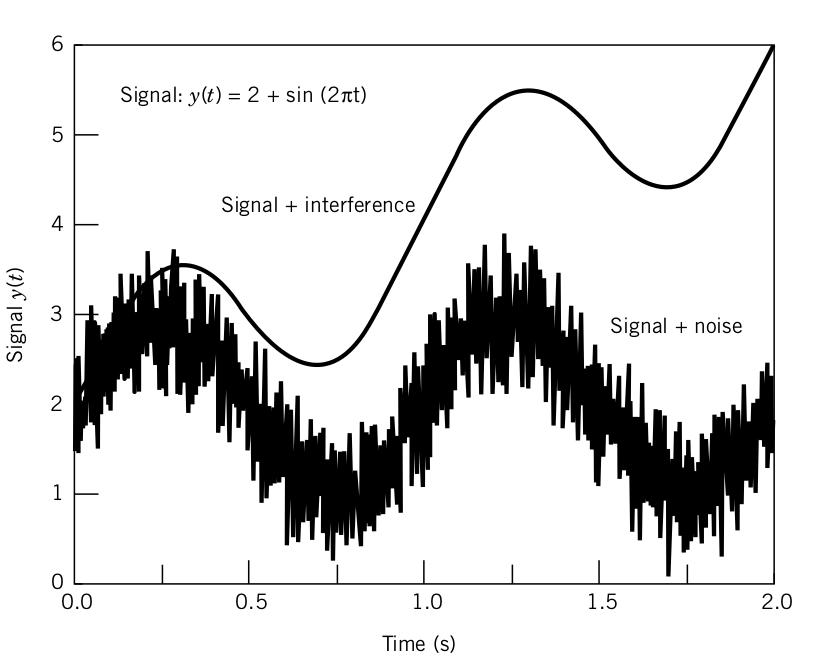 6
Signal: y(t) = 2 + sin (2πt)
5
Signal + interference
4
3
Signal + noise
2
1
0
Signal y(t)
0.0 0.5 1.0 1.5 2.0
Time (s)